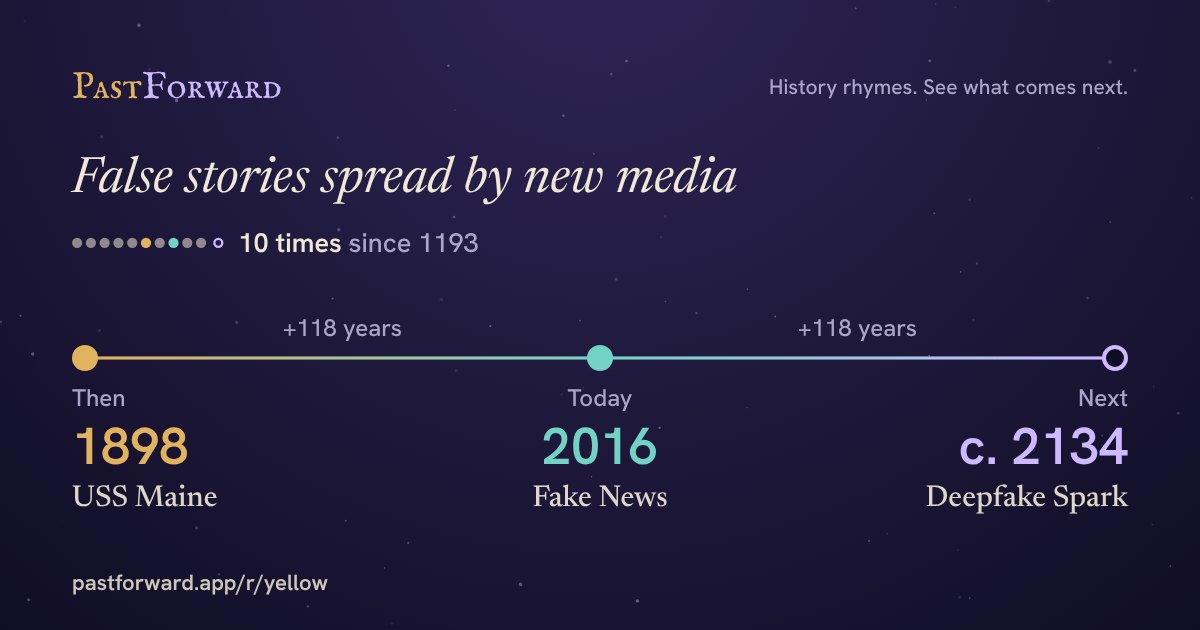 PastForward
History rhymes. See what comes next.
False stories spread by new media
10 times since 1193
+118 years
+118 years
Then
Today
Next
1898
2016
c. 2134
USS Maine
Fake News
Deepfake Spark
pastforward.app/r/yellow